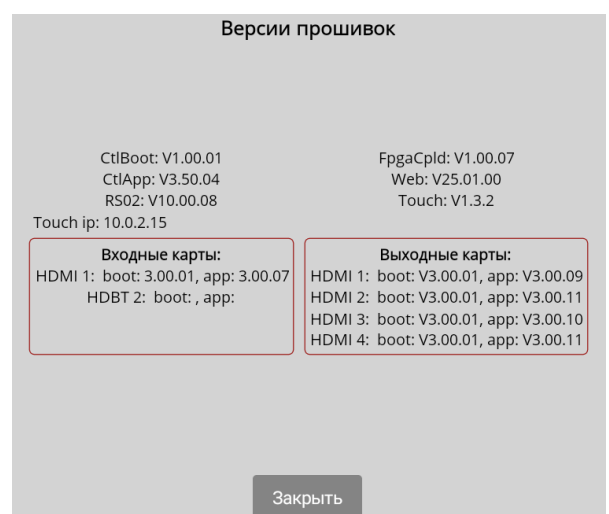 Версии прошивок
CtlBoot: V1.00.01
CtlApp: V3.50.04
RS02: V10.00.08
Touch ip: 10.0.2.15
FpgaCpld: V1.00.07
Web: V25.01.00
Touch: V1.3.2
Входные карты:
HDMI 1: boot: 3.00.01, app: 3.00.07
HDBT 2: boot: , app:
Выходные карты:
HDMI 1: boot: V3.00.01, app: V3.00.09
HDMI 2: boot: V3.00.01, app: V3.00.11
HDMI 3: boot: V3.00.01, app: V3.00.10
HDMI 4: boot: V3.00.01, app: V3.00.11
Закрыть